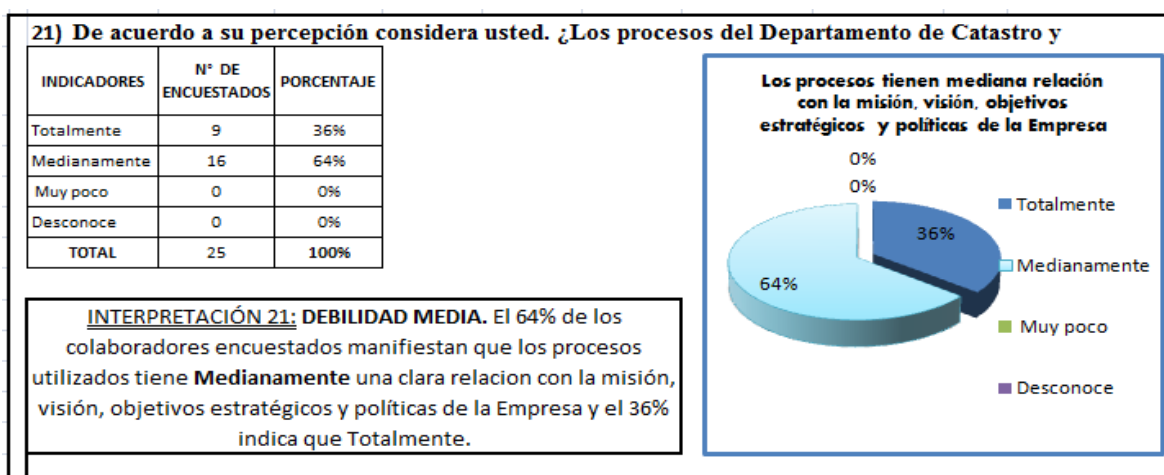 21) De acuerdo a su percepción considera usted. ¿Los procesos del Departamento de Catastro y
INDICADORES N° DE ENCUESTADOS PORCENTAJE
Totalmente 9 36%
Medianamente 16 64%
Muy poco 0 0%
Desconoce 0 0%
TOTAL 25 100%
INTERPRETACIÓN 21: DEBILIDAD MEDIA. El 64% de los
colaboradores encuestados manifiestan que los procesos
utilizados tiene Medianamente una clara relacion con la misión,
visión, objetivos estratégicos y políticas de la Empresa y el 36%
indica que Totalmente.
Los procesos tienen mediana relación
con la misión, visión, objetivos
estratégicos y políticas de la Empresa
0%
0%
36%
64%
Totalmente
Medianamente
Muy poco
Desconoce